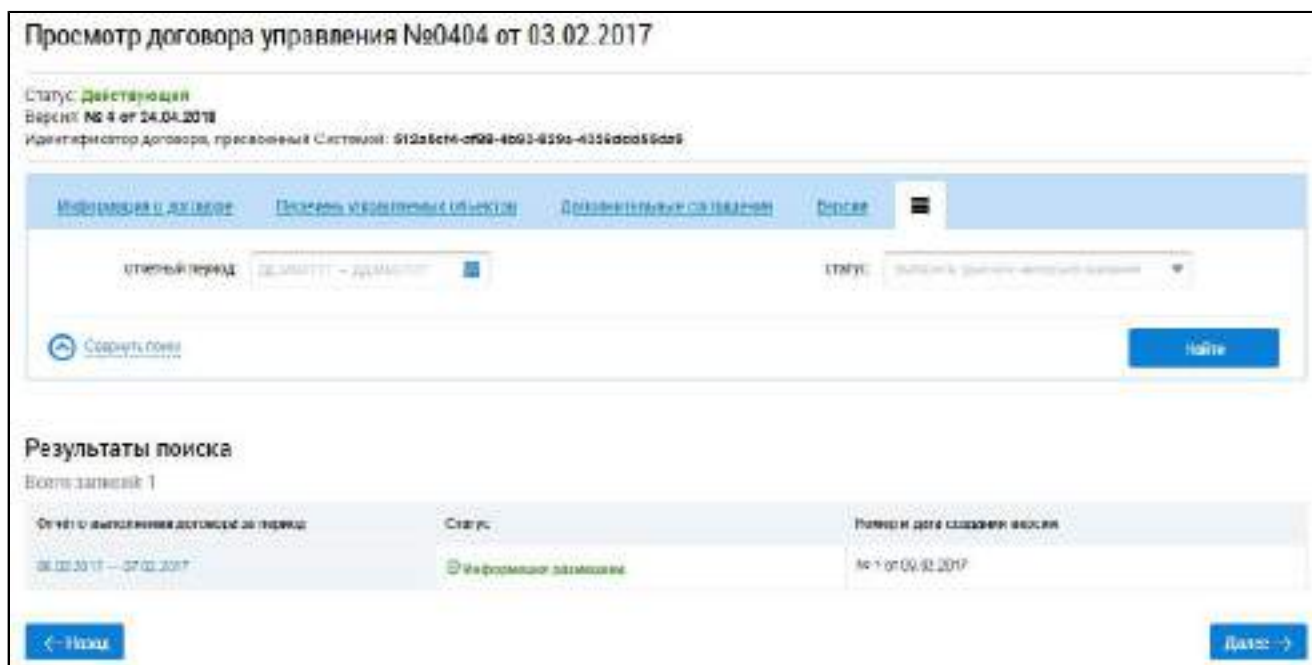 Просмотр договора управления №0404 от 03.02.2017
Статус: Действующий
Версия: № 4 от 24.04.2018
Идентификатор договора, присвоенный Системой:
Информация о договоре Перечень управляемых объектов Дополнительные соглашения Версии
отчетный период статус
Свернуть поиск Найти
Результаты поиска
Всего записей: 1
Отчёт о выполнении договора за период Статус Номер и дата создания версии
Информация размещена № 1 от 09.02.2017
Назад Далее